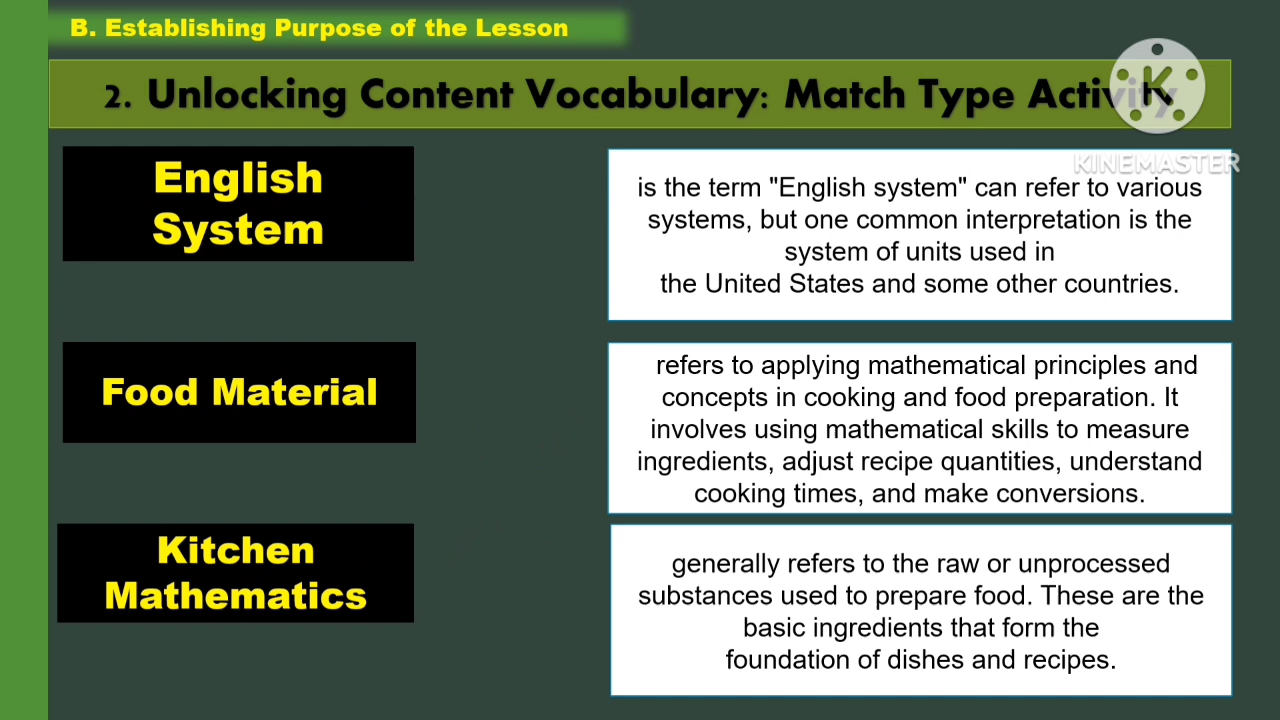 B. Establishing Purpose of the Lesson
2. Unlocking Content Vocabulary: Match Type Activity
K
KINEMASTER
English
System
is the term "English system" can refer to various
systems, but one common interpretation is the
system of units used in
the United States and some other countries.
Food Material
refers to applying mathematical principles and
concepts in cooking and food preparation. It
involves using mathematical skills to measure
ingredients, adjust recipe quantities, understand
cooking times, and make conversions.
Kitchen
Mathematics
generally refers to the raw or unprocessed
substances used to prepare food. These are the
basic ingredients that form the
foundation of dishes and recipes.